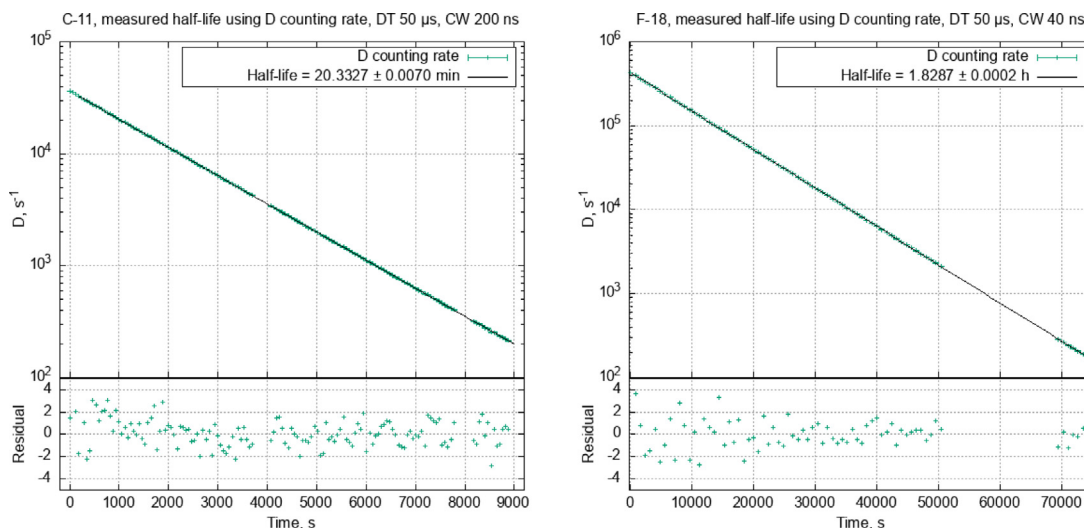 C-11, measured half-life using D counting rate, DT 50 µs, CW 200 ns
D counting rate
Half-life = 20.3327 ± 0.0070 min
10^5
10^4
10^3
10^2
D, s^-1
4
2
0
-2
-4
Residual
0 1000 2000 3000 4000 5000 6000 7000 8000 9000
Time, s
F-18, measured half-life using D counting rate, DT 50 µs, CW 40 ns
D counting rate
Half-life = 1.8287 ± 0.0002 h
10^6
10^5
10^4
10^3
10^2
D, s^-1
4
2
0
-2
-4
Residual
0 10000 20000 30000 40000 50000 60000 70000
Time, s